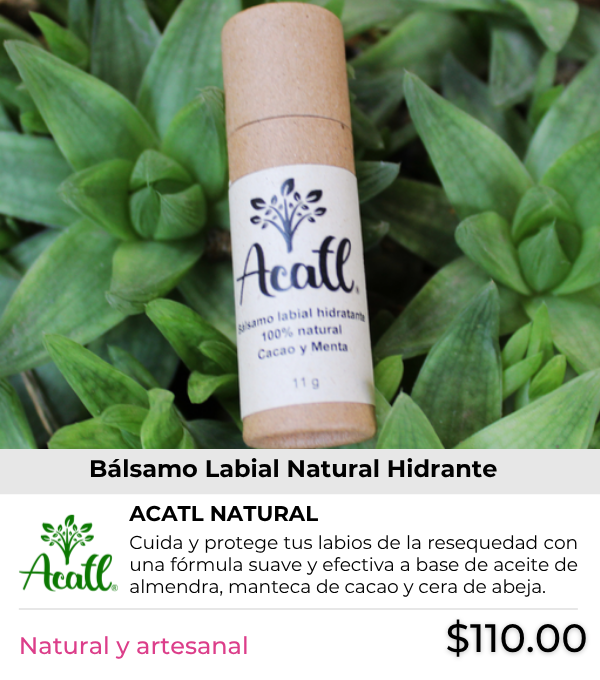 Acatl®
Bálsamo labial hidratante
100% natural
Cacao y Menta
11 g
Bálsamo Labial Natural Hidrante
ACATL NATURAL
Acatl®
Cuida y protege tus labios de la resequedad con
una fórmula suave y efectiva a base de aceite de
almendra, manteca de cacao y cera de abeja.
Natural y artesanal
$110.00